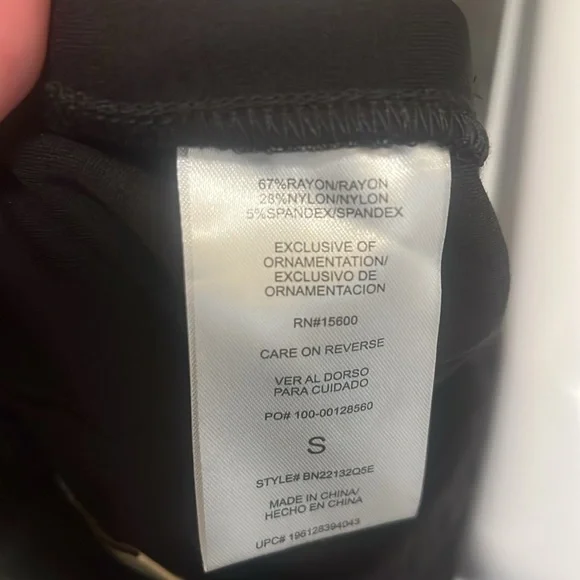 67%RAYON/RAYON
28%NYLON/NYLON
5%SPANDEX/SPANDEX
EXCLUSIVE OF
ORNAMENTATION/
EXCLUSIVO DE
ORNAMENTACION
RN#15600
CARE ON REVERSE
VER AL DORSO
PARA CUIDADO
PO# 100-00128560
S
STYLE# BN22132Q5E
MADE IN CHINA/
HECHO EN CHINA
UPC# 196128394043